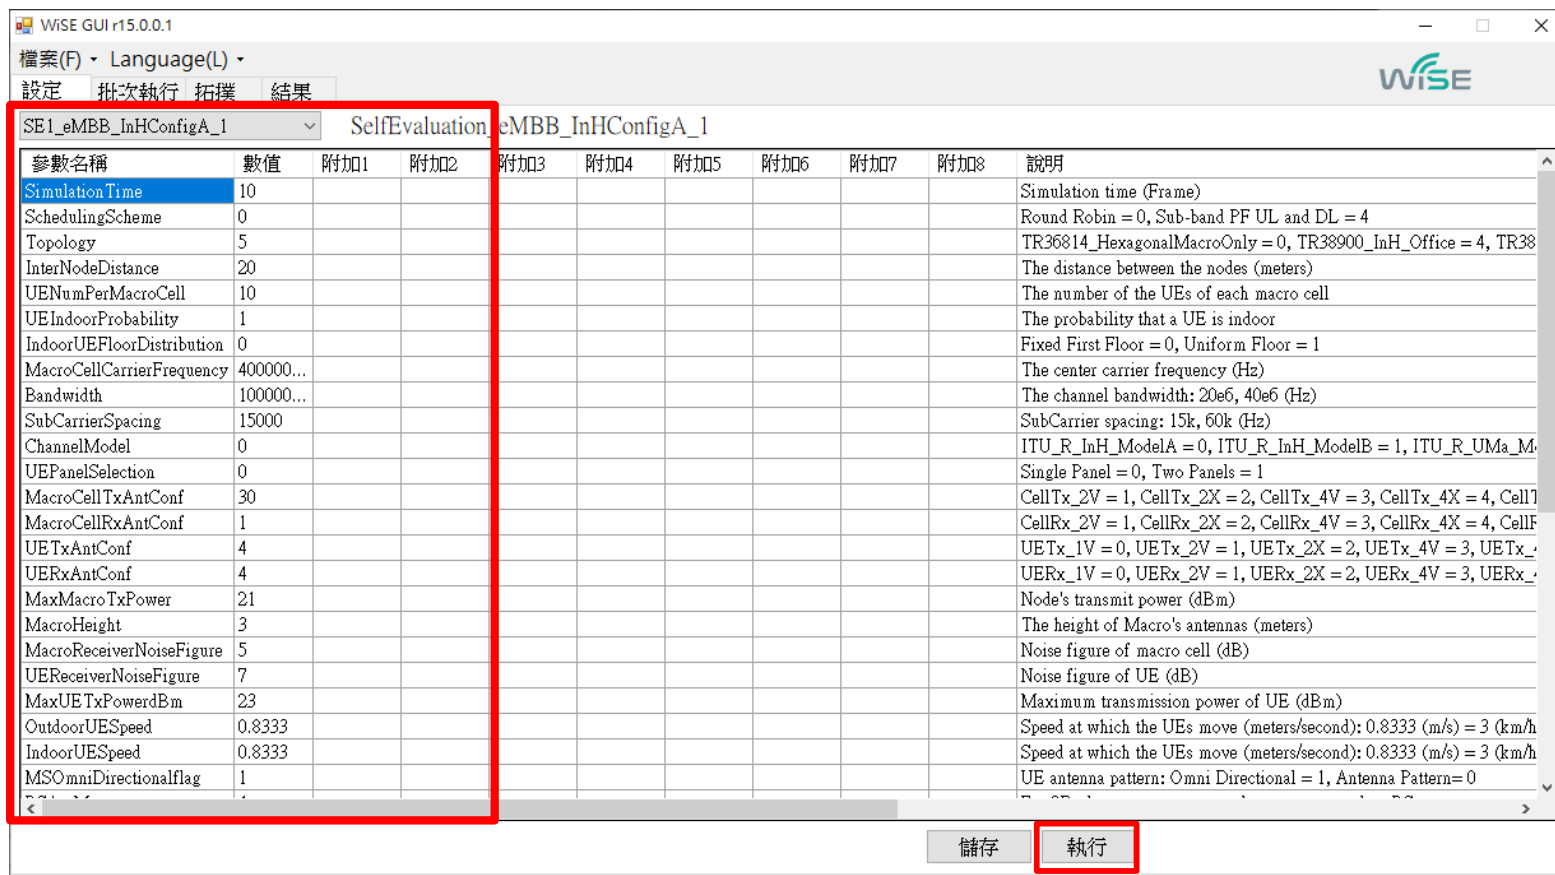 WiSE GUI r15.0.0.1
檔案(F) Language(L)
WiSE
設定 批次執行 拓撲 結果
SE1_eMBB_InHConfigA_1 SelfEvaluation_eMBB_InHConfigA_1
參數名稱 數值 附加1 附加2 附加3 附加4 附加5 附加6 附加7 附加8 說明
SimulationTime 10 Simulation time (Frame)
SchedulingScheme 0 Round Robin = 0, Sub-band PF UL and DL = 4
Topology 5 TR36814_HexagonalMacroOnly = 0, TR38900_InH_Office = 4, TR38
InterNodeDistance 20 The distance between the nodes (meters)
UENumPerMacroCell 10 The number of the UEs of each macro cell
UEIndoorProbability 1 The probability that a UE is indoor
IndoorUEFloorDistribution 0 Fixed First Floor = 0, Uniform Floor = 1
MacroCellCarrierFrequency 400000... The center carrier frequency (Hz)
Bandwidth 100000... The channel bandwidth: 20e6, 40e6 (Hz)
SubCarrierSpacing 15000 SubCarrier spacing: 15k, 60k (Hz)
ChannelModel 0 ITU_R_InH_ModelA = 0, ITU_R_InH_ModelB = 1, ITU_R_UMa_M
UEPanelSelection 0 Single Panel = 0, Two Panels = 1
MacroCellTxAntConf 30 CellTx_2V = 1, CellTx_2X = 2, CellTx_4V = 3, CellTx_4X = 4, CellT
MacroCellRxAntConf 1 CellRx_2V = 1, CellRx_2X = 2, CellRx_4V = 3, CellRx_4X = 4, CellR
UETxAntConf 4 UETx_1V = 0, UETx_2V = 1, UETx_2X = 2, UETx_4V = 3, UETx_
UERxAntConf 4 UERx_1V = 0, UERx_2V = 1, UERx_2X = 2, UERx_4V = 3, UERx_
MaxMacroTxPower 21 Node's transmit power (dBm)
MacroHeight 3 The height of Macro's antennas (meters)
MacroReceiverNoiseFigure 5 Noise figure of macro cell (dB)
UEReceiverNoiseFigure 7 Noise figure of UE (dB)
MaxUETxPowerdBm 23 Maximum transmission power of UE (dBm)
OutdoorUESpeed 0.8333 Speed at which the UEs move (meters/second): 0.8333 (m/s) = 3 (km/h
IndoorUESpeed 0.8333 Speed at which the UEs move (meters/second): 0.8333 (m/s) = 3 (km/h
MSOmniDirectionalflag 1 UE antenna pattern: Omni Directional = 1, Antenna Pattern= 0
儲存 執行